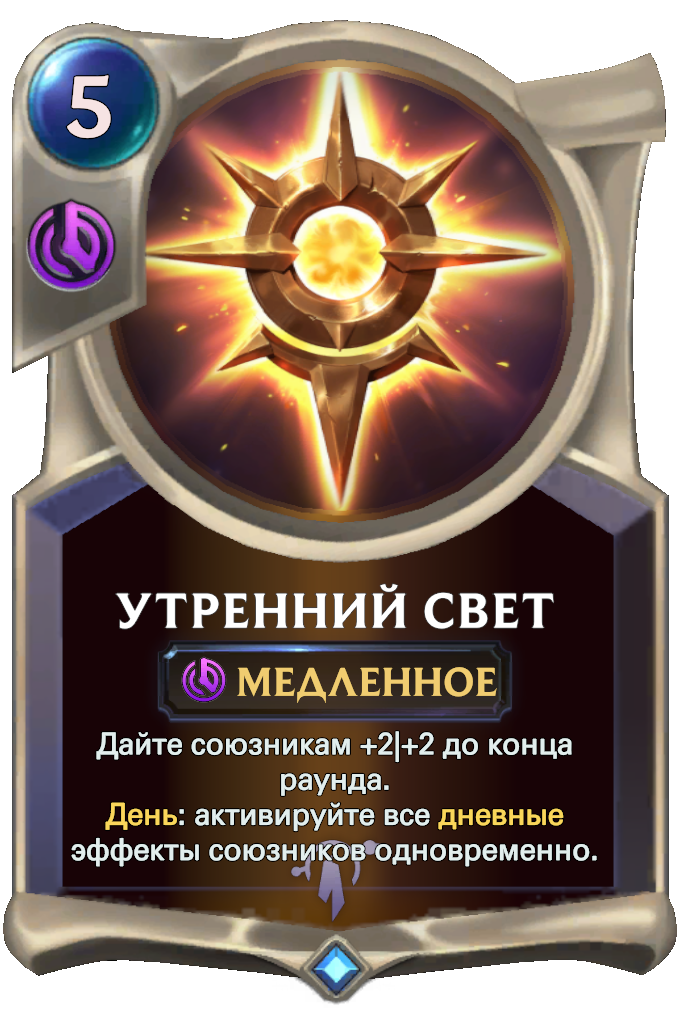 5
УТРЕННИЙ СВЕТ
МЕДЛЕННОЕ
Дайте союзникам +2|+2 до конца
раунда.
День: активируйте все дневные
эффекты союзников одновременно.